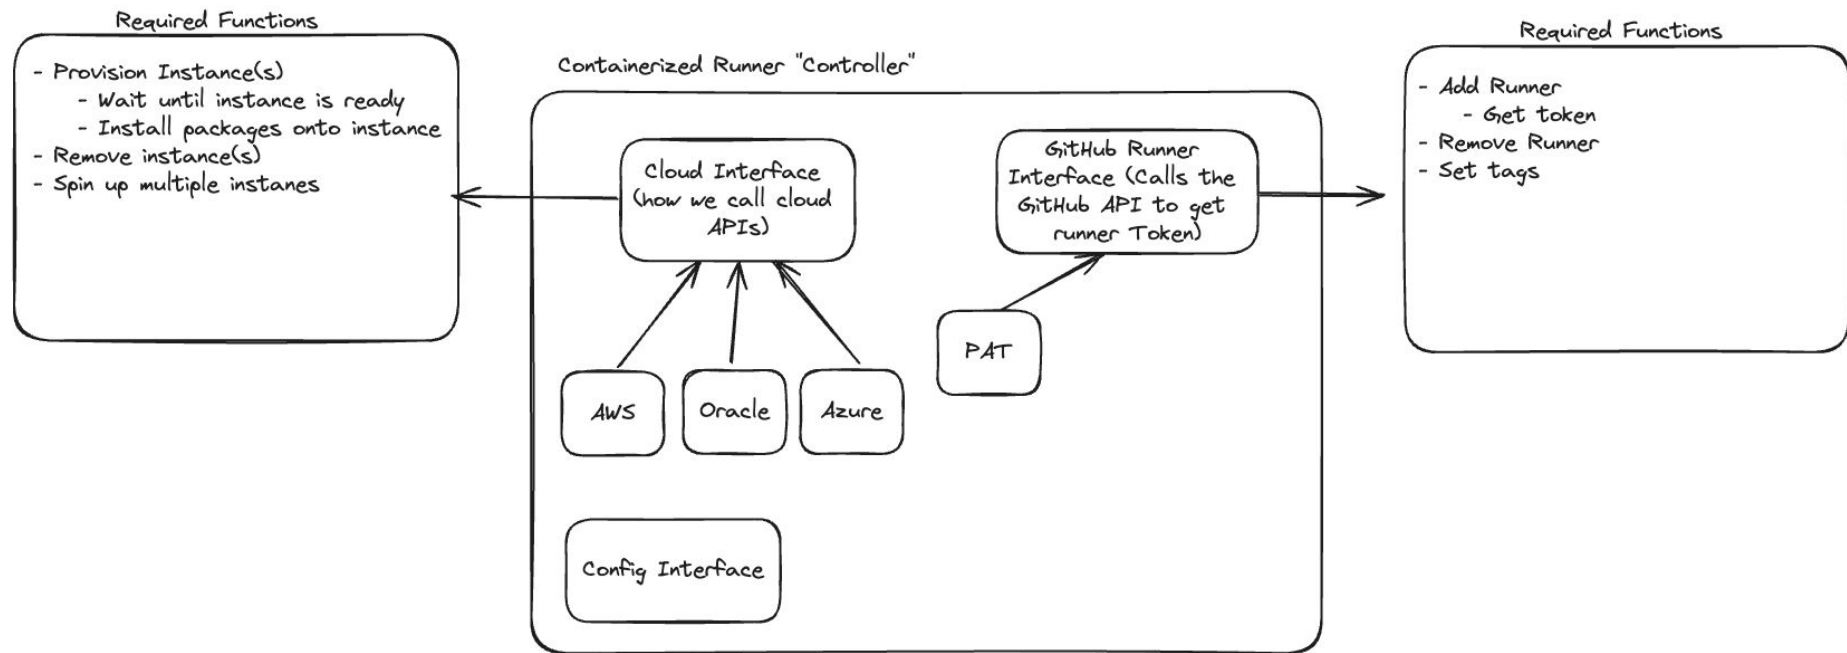 Required Functions
- Provision Instance(s)
- Wait until instance is ready
- Install packages onto instance
- Remove instance(s)
- Spin up multiple instanes
Containerized Runner "Controller"
Cloud Interface
(how we call cloud
APIs)
GitHub Runner
Interface (Calls the
GitHub API to get
runner Token)
AWS
Oracle
Azure
PAT
Config Interface
Required Functions
- Add Runner
- Get token
- Remove Runner
- Set tags